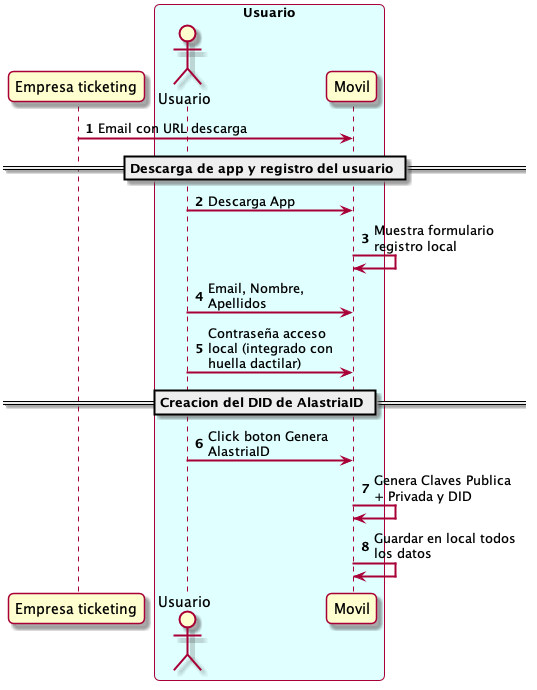 Usuario
Usuario
Empresa ticketing
Movil
1 Email con URL descarga
Descarga de app y registro del usuario
2 Descarga App
3 Muestra formulario
registro local
4 Email, Nombre,
Apellidos
Contraseña acceso
5 local (integrado con
huella dactilar)
Creacion del DID de AlastriaID
6 Click boton Genera
AlastriaID
7 Genera Claves Publica
+ Privada y DID
8 Guardar en local todos
los datos
Empresa ticketing
Usuario
Movil